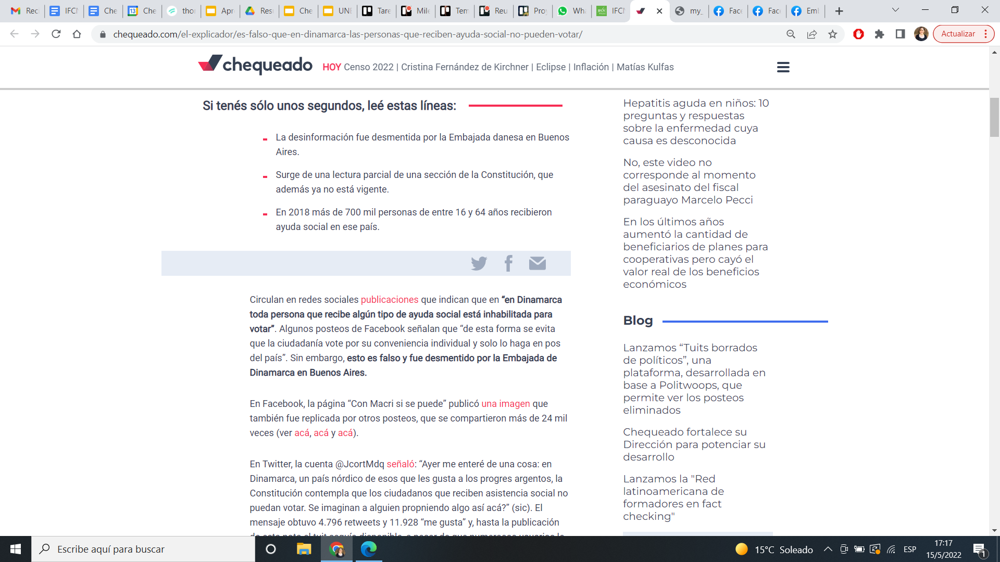 Reci
IFCN
Che
Che
thor
Apr
Res
Che
UNE
Tare
Mile
Tem
Reu
Proy
Wha
IFCN
my_
Face
Face
Emb
chequeado.com/el-explicador/es-falso-que-en-dinamarca-las-personas-que-reciben-ayuda-social-no-pueden-votar/
Actualizar
chequeado
HOY Censo 2022 | Cristina Fernández de Kirchner | Eclipse | Inflación | Matías Kulfas
Si tenés sólo unos segundos, leé estas líneas:
La desinformación fue desmentida por la Embajada danesa en Buenos
Aires.
Surge de una lectura parcial de una sección de la Constitución, que
además ya no está vigente.
En 2018 más de 700 mil personas de entre 16 y 64 años recibieron
ayuda social en ese país.
Circulan en redes sociales publicaciones que indican que en “en Dinamarca
toda persona que recibe algún tipo de ayuda social está inhabilitada para
votar”. Algunos posteos de Facebook señalan que “de esta forma se evita
que la ciudadanía vote por su conveniencia individual y solo lo haga en pos
del país”. Sin embargo, esto es falso y fue desmentido por la Embajada de
Dinamarca en Buenos Aires.
En Facebook, la página “Con Macri si se puede” publicó una imagen que
también fue replicada por otros posteos, que se compartieron más de 24 mil
veces (ver acá, acá y acá).
En Twitter, la cuenta @JcortMdq señaló: “Ayer me enteré de una cosa: en
Dinamarca, un país nórdico de esos que les gusta a los progres argentos, la
Constitución contempla que los ciudadanos que reciben asistencia social no
puedan votar. Se imaginan a alguien propniendo algo así acá?” (sic). El
mensaje obtuvo 4.796 retweets y 11.928 “me gusta” y, hasta la publicación
Hepatitis aguda en niños: 10
preguntas y respuestas
sobre la enfermedad cuya
causa es desconocida
No, este video no
corresponde al momento
del asesinato del fiscal
paraguayo Marcelo Pecci
En los últimos años
aumentó la cantidad de
beneficiarios de planes para
cooperativas pero cayó el
valor real de los beneficios
económicos
Blog
Lanzamos “Tuits borrados
de políticos”, una
plataforma, desarrollada en
base a Politwoops, que
permite ver los posteos
eliminados
Chequeado fortalece su
Dirección para potenciar su
desarrollo
Lanzamos la "Red
latinoamericana de
formadores en fact
checking"
Escribe aquí para buscar
15°C Soleado
ESP
17:17
15/5/2022
1